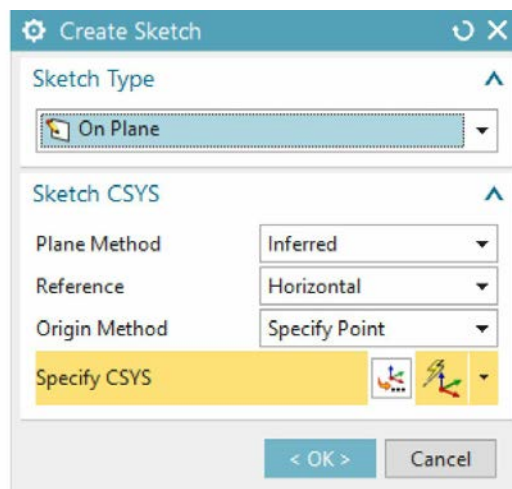 Create Sketch
Sketch Type
On Plane
Sketch CSYS
Plane Method Inferred
Reference Horizontal
Origin Method Specify Point
Specify CSYS
< OK > Cancel